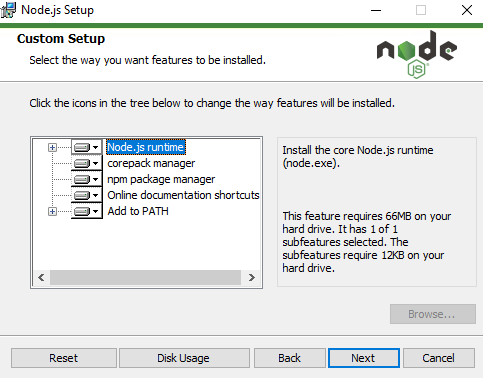 Node.js Setup
Custom Setup
Select the way you want features to be installed.
node
JS
Click the icons in the tree below to change the way features will be installed.
Node.js runtime
corepack manager
npm package manager
Online documentation shortcuts
Add to PATH
Install the core Node.js runtime
(node.exe).
This feature requires 66MB on your
hard drive. It has 1 of 1
subfeatures selected. The
subfeatures require 12KB on your
hard drive.
Browse...
Reset
Disk Usage
Back
Next
Cancel